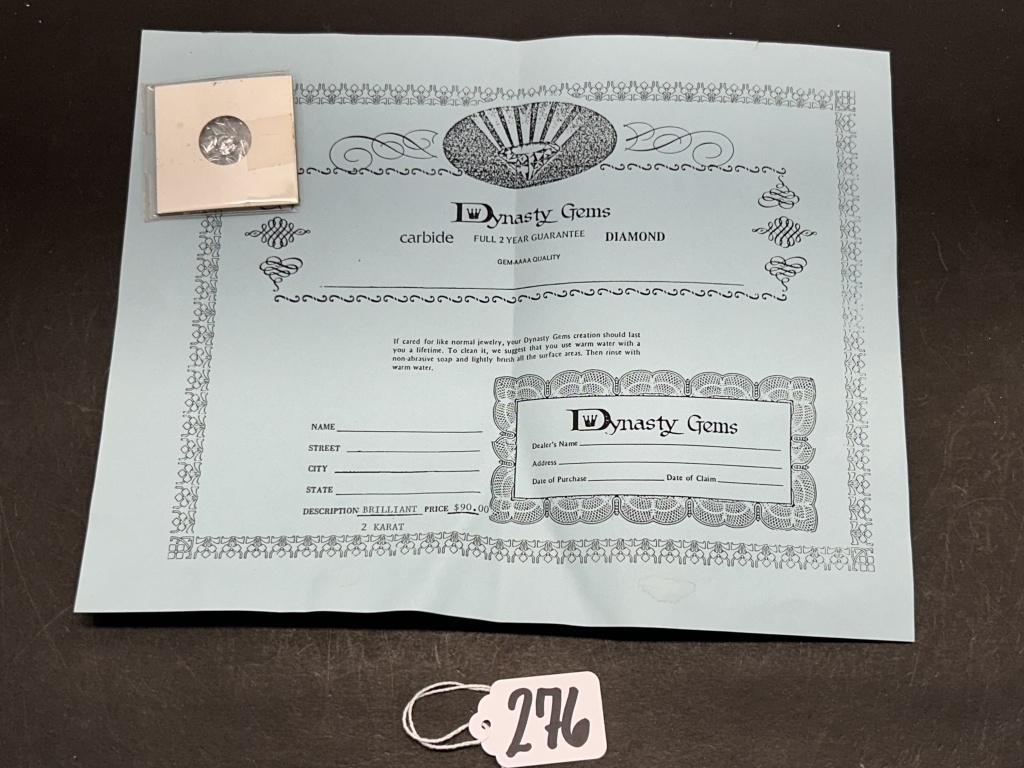 Dynasty Gems
carbide FULL 2 YEAR GUARANTEE DIAMOND
GEM-AAAA QUALITY
If cared for like normal jewelry, your Dynasty Gems creation should last
you a lifetime. To clean it, we suggest that you use warm water with a
non-abrasive soap and lightly brush all the surface areas. Then rinse with
warm water.
NAME
STREET
CITY
STATE
DESCRIPTION BRILLIANT PRICE $90.00
2 KARAT
Dynasty Gems
Dealer's Name
Address
Date of Purchase Date of Claim
276